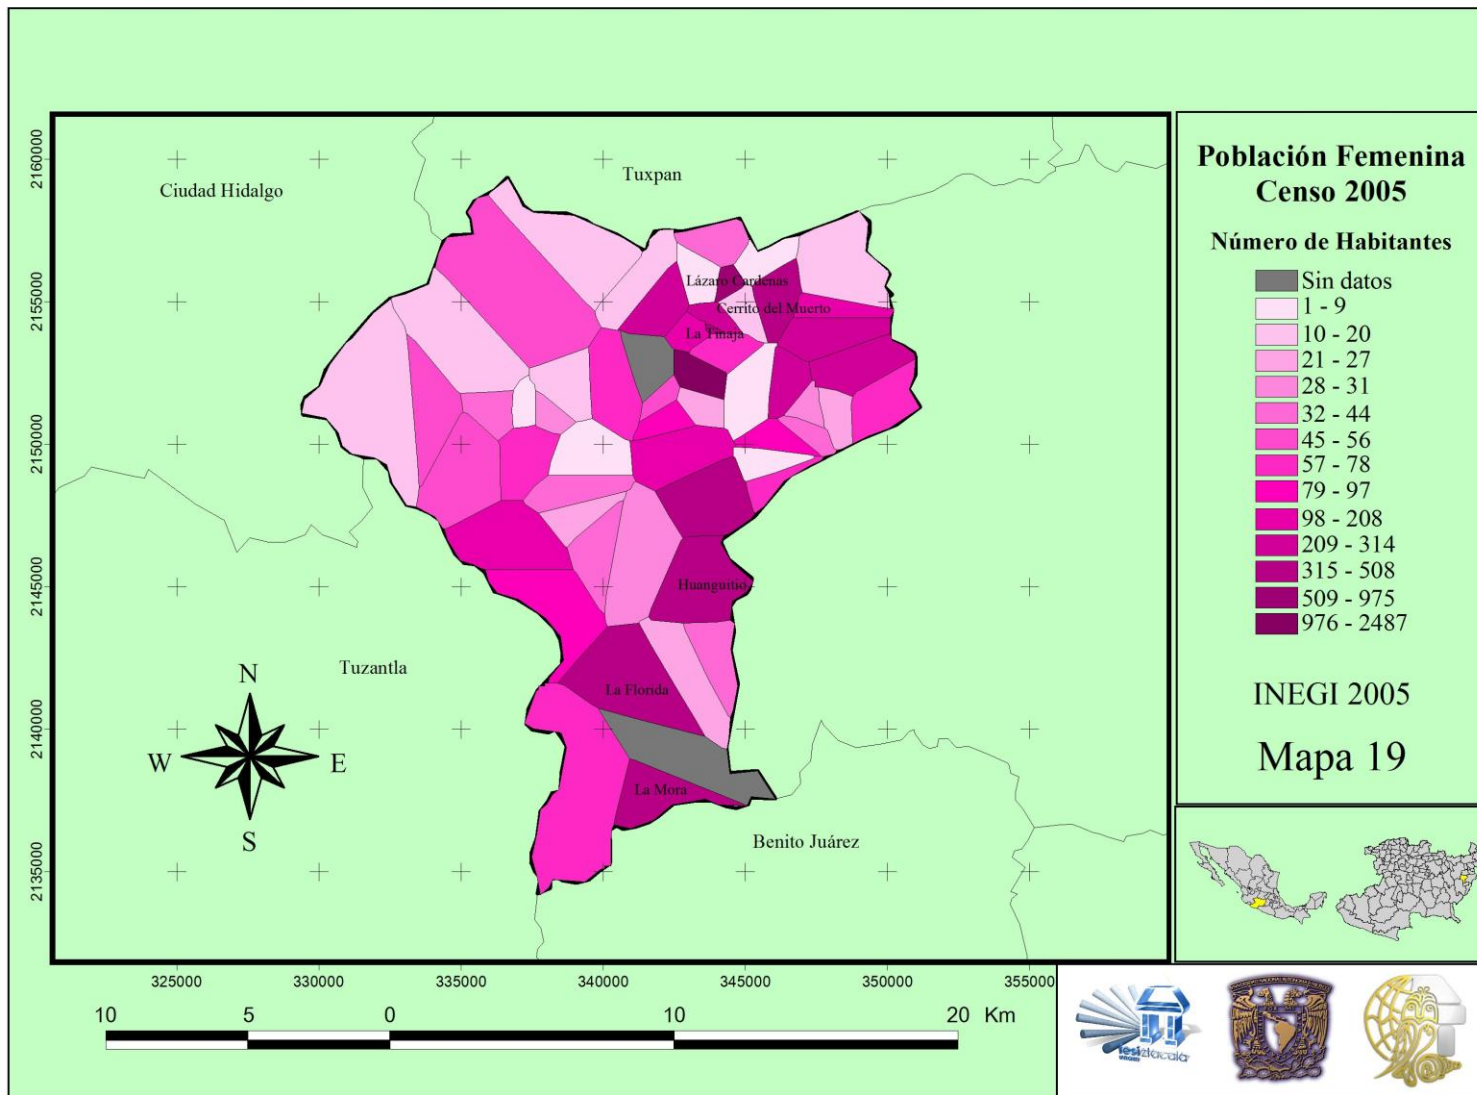 Ciudad Hidalgo
Tuxpan
Lázaro Cardenas
Cerrito del Muerto
La Tinaja
Huanguitio
Tuzantla
La Florida
La Mora
Benito Juárez
N
W
E
S
2160000
2155000
2150000
2145000
2140000
2135000
325000
330000
335000
340000
345000
350000
355000
10
5
0
10
20
Km
Población Femenina
Censo 2005
Número de Habitantes
Sin datos
1 - 9
10 - 20
21 - 27
28 - 31
32 - 44
45 - 56
57 - 78
79 - 97
98 - 208
209 - 314
315 - 508
509 - 975
976 - 2487
INEGI 2005
Mapa 19